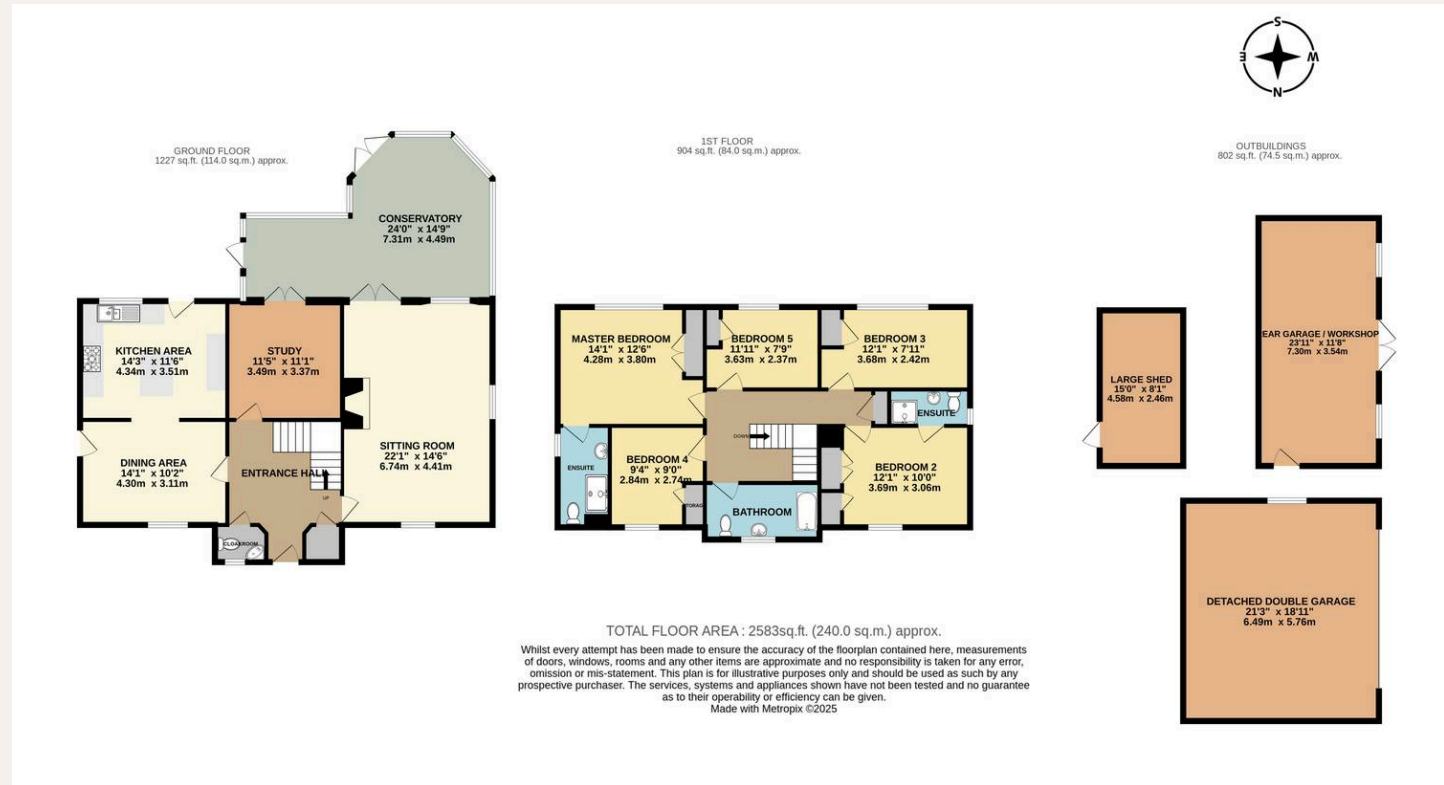 S
E
W
N
GROUND FLOOR
1227 sq.ft. (114.0 sq.m.) approx.
CONSERVATORY
24'0" x 14'9"
7.31m x 4.49m
KITCHEN AREA
14'3" x 11'6"
4.34m x 3.51m
STUDY
11'5" x 11'1"
3.49m x 3.37m
SITTING ROOM
22'1" x 14'6"
6.74m x 4.41m
DINING AREA
14'1" x 10'2"
4.30m x 3.11m
ENTRANCE HALL
UP
CLOAKROOM
1ST FLOOR
904 sq.ft. (84.0 sq.m.) approx.
MASTER BEDROOM
14'1" x 12'6"
4.28m x 3.80m
BEDROOM 5
11'11" x 7'9"
3.63m x 2.37m
BEDROOM 3
12'1" x 7'11"
3.68m x 2.42m
ENSUITE
DOWN
ENSUITE
BEDROOM 4
9'4" x 9'0"
2.84m x 2.74m
STORAGE
BATHROOM
BEDROOM 2
12'1" x 10'0"
3.69m x 3.06m
OUTBUILDINGS
802 sq.ft. (74.5 sq.m.) approx.
EAR GARAGE / WORKSHOP
23'11" x 11'8"
7.30m x 3.54m
LARGE SHED
15'0" x 8'1"
4.58m x 2.46m
DETACHED DOUBLE GARAGE
21'3" x 18'11"
6.49m x 5.76m
TOTAL FLOOR AREA : 2583sq.ft. (240.0 sq.m.) approx.
Whilst every attempt has been made to ensure the accuracy of the floorplan contained here, measurements
of doors, windows, rooms and any other items are approximate and no responsibility is taken for any error,
omission or mis-statement. This plan is for illustrative purposes only and should be used as such by any
prospective purchaser. The services, systems and appliances shown have not been tested and no guarantee
as to their operability or efficiency can be given.
Made with Metropix ©2025